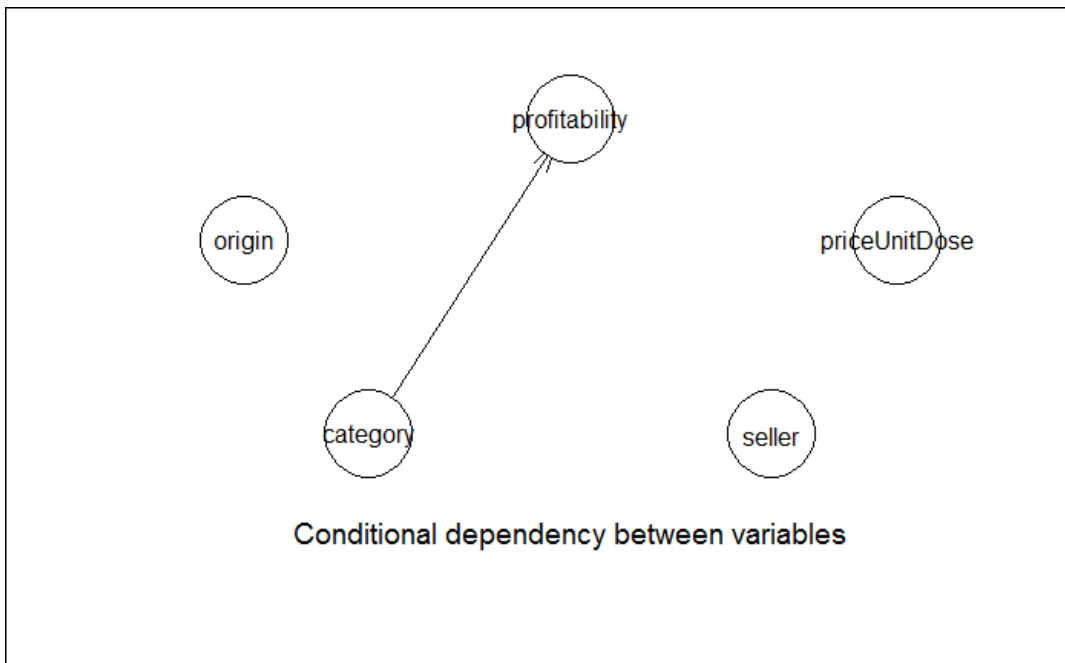 profitability
origin
priceUnitDose
category
seller
Conditional dependency between variables